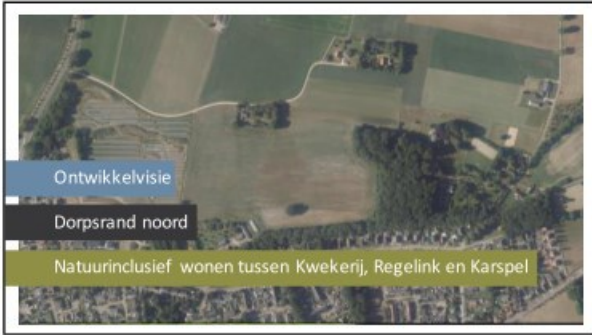 Ontwikkelvisie
Dorpsrand noord
Natuurinclusief wonen tussen Kwekerij, Regelink en Karspel